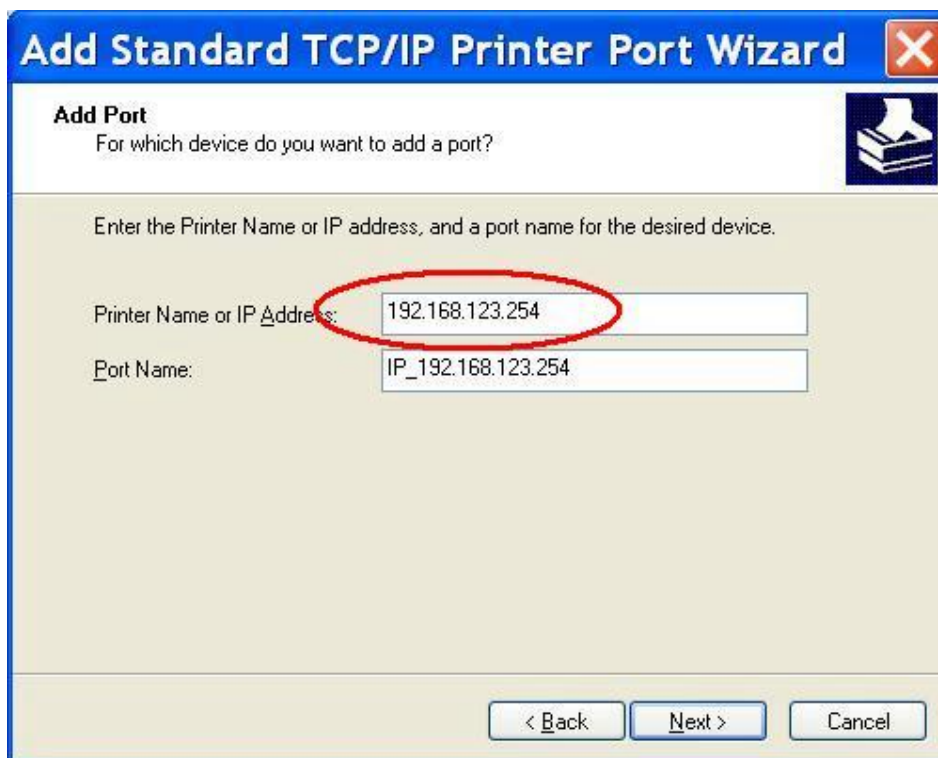 Add Standard TCP/IP Printer Port Wizard
Add Port
For which device do you want to add a port?
Enter the Printer Name or IP address, and a port name for the desired device.
Printer Name or IP Address: 192.168.123.254
Port Name: IP_192.168.123.254
< Back Next > Cancel